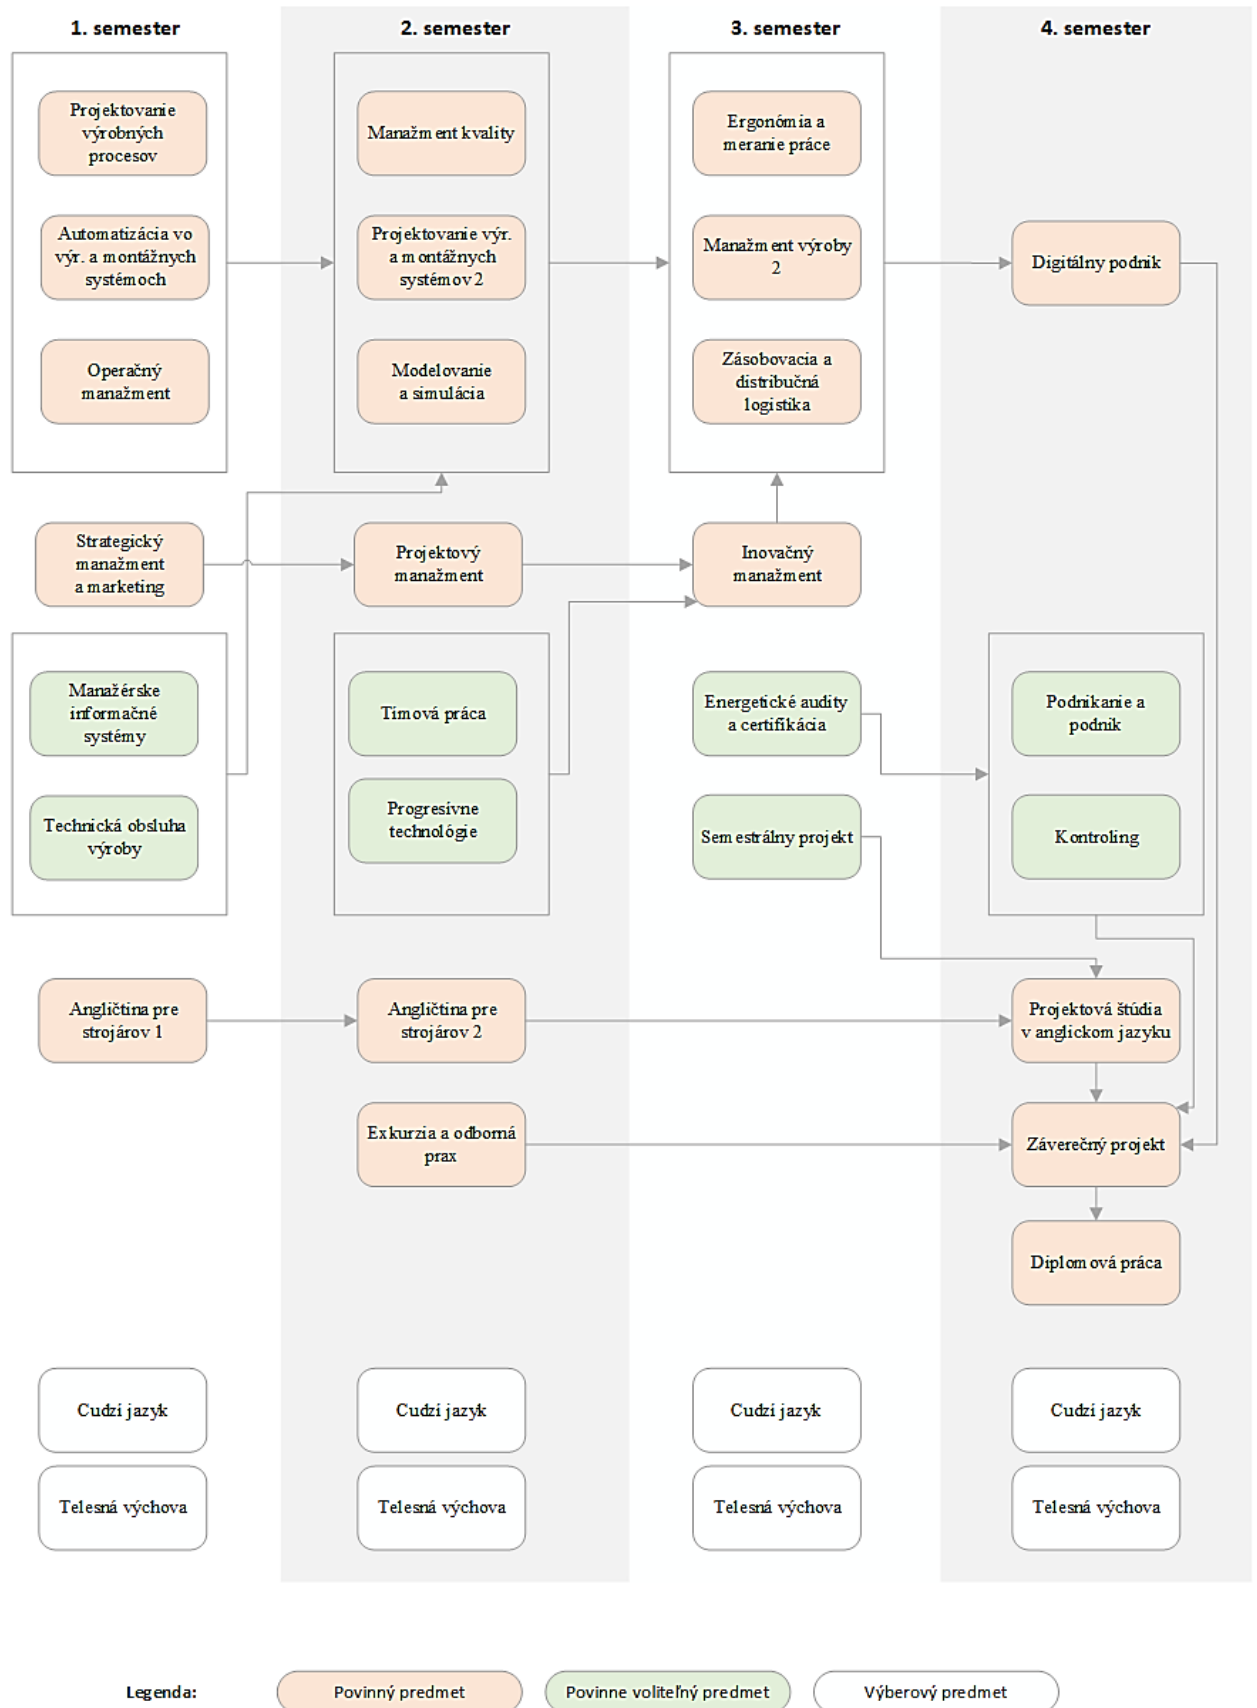 1. semester
2. semester
3. semester
4. semester
Projektovanie
výrobných
procesov
Automatizácia vo
výr. a montážnych
systémoch
Operačný
manažment
Manažment kvality
Projektovanie výr.
a montážnych
systémov 2
Modelovanie
a simulácia
Ergonómia a
meranie práce
Manažment výroby
2
Zásobovacia a
distribučná
logistika
Digitálny podnik
Strategický
manažment
a marketing
Projektový
manažment
Inovačný
manažment
Manažérske
informačné
systémy
Technická obsluha
výroby
Tímová práca
Progresívne
technológie
Energetické audity
a certifikácia
Semestrálny projekt
Podnikanie a
podnik
Kontroling
Angličtina pre
strojárov 1
Angličtina pre
strojárov 2
Projektová štúdia
v anglickom jazyku
Exkurzia a odborná
prax
Záverečný projekt
Diplomová práca
Cudzí jazyk
Cudzí jazyk
Cudzí jazyk
Cudzí jazyk
Telesná výchova
Telesná výchova
Telesná výchova
Telesná výchova
Legenda:
Povinný predmet
Povinne voliteľný predmet
Výberový predmet